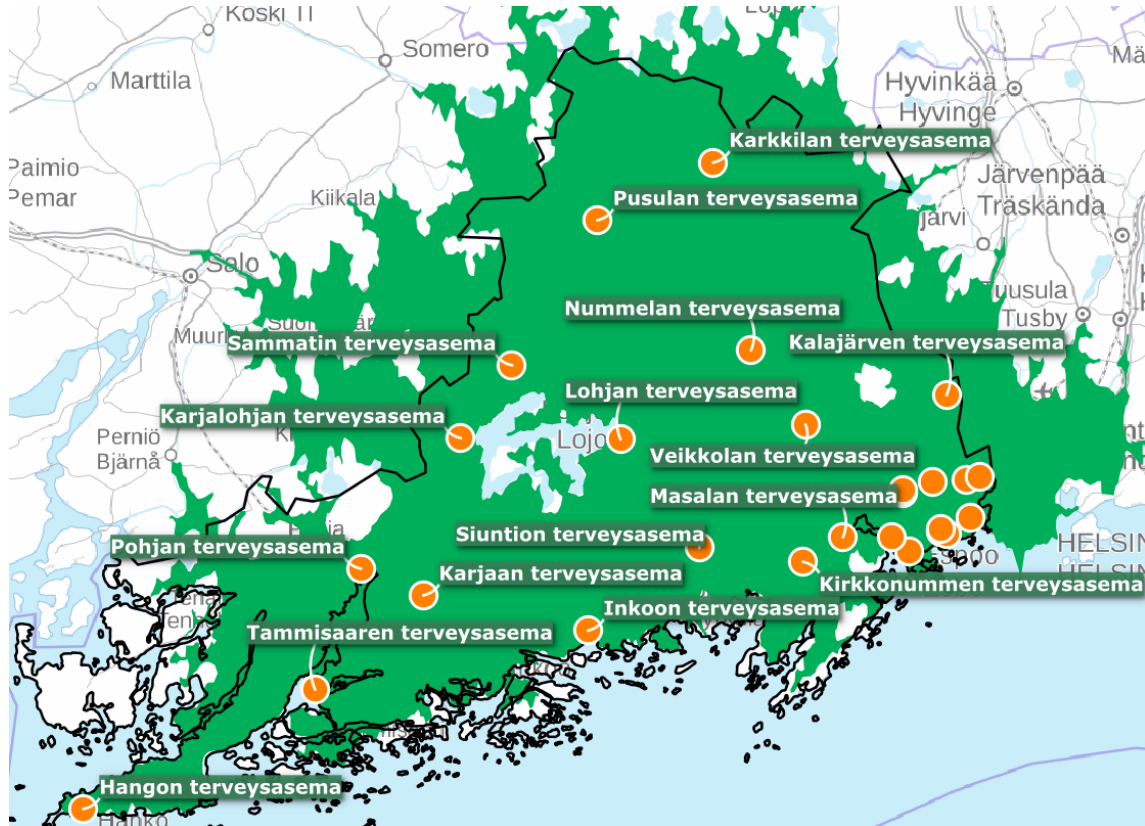 Koski Tl
Somero
Marttila
Hyvinkää
Hyvinge
Karkkilan terveysasema
Paimio
Pemar
Kiikala
Pusulan terveysasema
Järvenpää
Träskända
järvi
Salo
Tuusula
Tusby
Nummelan terveysasema
Sammatin terveysasema
Kalajärven terveysasema
Lohjan terveysasema
Karjalohjan terveysasema
Lojo
Perniö
Bjärnå
Veikkolan terveysasema
Masalan terveysasema
Siuntion terveysasema
Pohjan terveysasema
HELSIN
HELSIN
Karjaan terveysasema
Kirkkonummen terveysasema
Inkoon terveysasema
Tammisaaren terveysasema
Hangon terveysasema
Hanko